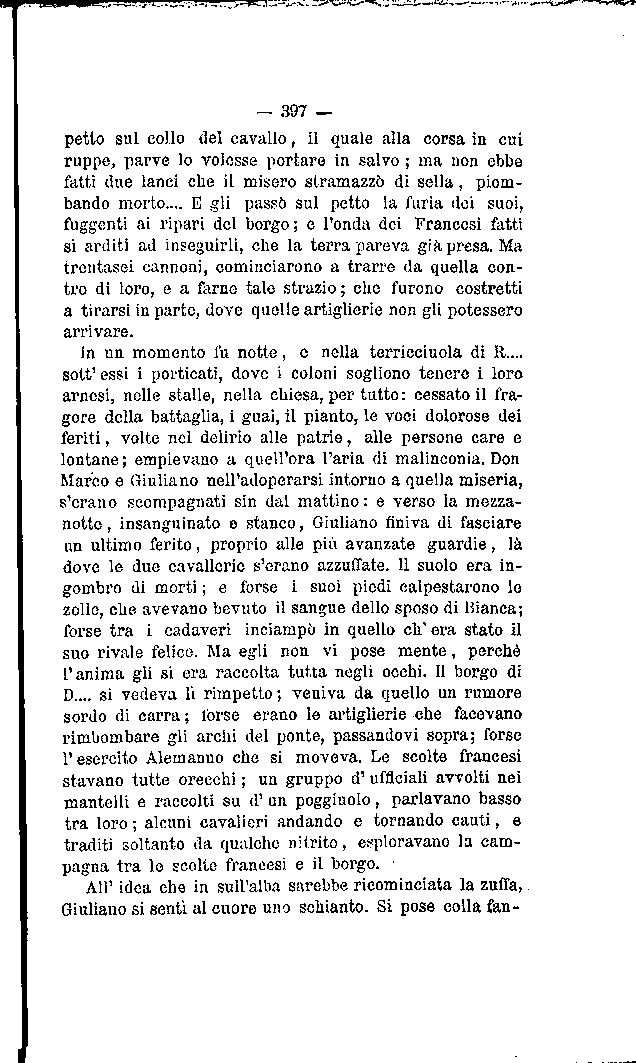 — 397 —
petto sul collo del cavallo, il quale alla corsa in cui
ruppe, parve lo volesse portare in salvo; ma non ebbe
fatti due lanci che il misero stramazzò di sella, piom-
bando morto.... E gli passò sul petto la furia dei suoi,
fuggenti ai ripari del borgo; e l'onda dei Francesi fatti
si arditi ad inseguirli, che la terra pareva già presa. Ma
trentasei cannoni, cominciarono a trarre da quella con-
tro di loro, e a farne tale strazio; che furono costretti
a tirarsi in parte, dove quelle artiglierie non gli potessero
arrivare.
In un momento fu notte, e nella terricciuola di R....
sott' essi i porticati, dove i coloni sogliono tenere i loro
arnesi, nelle stalle, nella chiesa, per tutto: cessato il fra-
gore della battaglia, i guai, il pianto, le voci dolorose dei
feriti, volte nel delirio alle patrie, alle persone care e
lontane; empievano a quell'ora l'aria di malinconia. Don
Marco e Giuliano nell'adoperarsi intorno a quella miseria,
s'erano scompagnati sin dal mattino: e verso la mezza-
notte, insanguinato e stanco, Giuliano finiva di fasciare
un ultimo ferito, proprio alle più avanzate guardie, là
dove le due cavallerie s'erano azzuffate. Il suolo era in-
gombro di morti; e forse i suoi piedi calpestarono le
zolle, che avevano bevuto il sangue dello sposo di Bianca;
forse tra i cadaveri inciampò in quello ch' era stato il
suo rivale felice. Ma egli non vi pose mente, perchè
l'anima gli si era raccolta tutta negli occhi. Il borgo di
D.... si vedeva lì rimpetto; veniva da quello un rumore
sordo di carra; forse erano le artiglierie che facevano
rimbombare gli archi del ponte, passandovi sopra; forse
l'esercito Alemanno che si moveva. Le scolte francesi
stavano tutte orecchi; un gruppo d' ufficiali avvolti nei
mantelli e raccolti su d' un poggiuolo, parlavano basso
tra loro; alcuni cavalieri andando e tornando cauti, e
traditi soltanto da qualche nitrito, esploravano la cam-
pagna tra le scolte francesi e il borgo.
All' idea che in sull'alba sarebbe ricominciata la zuffa,
Giuliano si sentì al cuore uno schianto. Si pose colla fan-